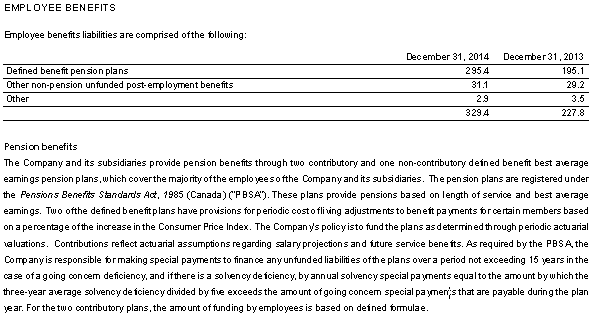 EMPLOYEE BENEFITS
Employee benefits liabilities are comprised of the following:
December 31, 2014 December 31, 2013
Defined benefit pension plans 295.4 195.1
Other non-pension unfunded post-employment benefits 31.1 29.2
Other 2.9 3.5
329.4 227.8
Pension benefits
The Company and its subsidiaries provide pension benefits through two contributory and one non-contributory defined benefit best average
earnings pension plans, which cover the majority of the employees of the Company and its subsidiaries. The pension plans are registered under
the Pensions Benefits Standards Act, 1985 (Canada) ("PBSA"). These plans provide pensions based on length of service and best average
earnings. Two of the defined benefit plans have provisions for periodic cost of living adjustments to benefit payments for certain members based
on a percentage of the increase in the Consumer Price Index. The Company's policy is to fund the plans as determined through periodic actuarial
valuations. Contributions reflect actuarial assumptions regarding salary projections and future service benefits. As required by the PBSA, the
Company is responsible for making special payments to finance any unfunded liabilities of the plans over a period not exceeding 15 years in the
case of a going concern deficiency, and if there is a solvency deficiency, by annual solvency special payments equal to the amount by which the
three-year average solvency deficiency divided by five exceeds the amount of going concern special payments that are payable during the plan
year. For the two contributory plans, the amount of funding by employees is based on defined formulae.